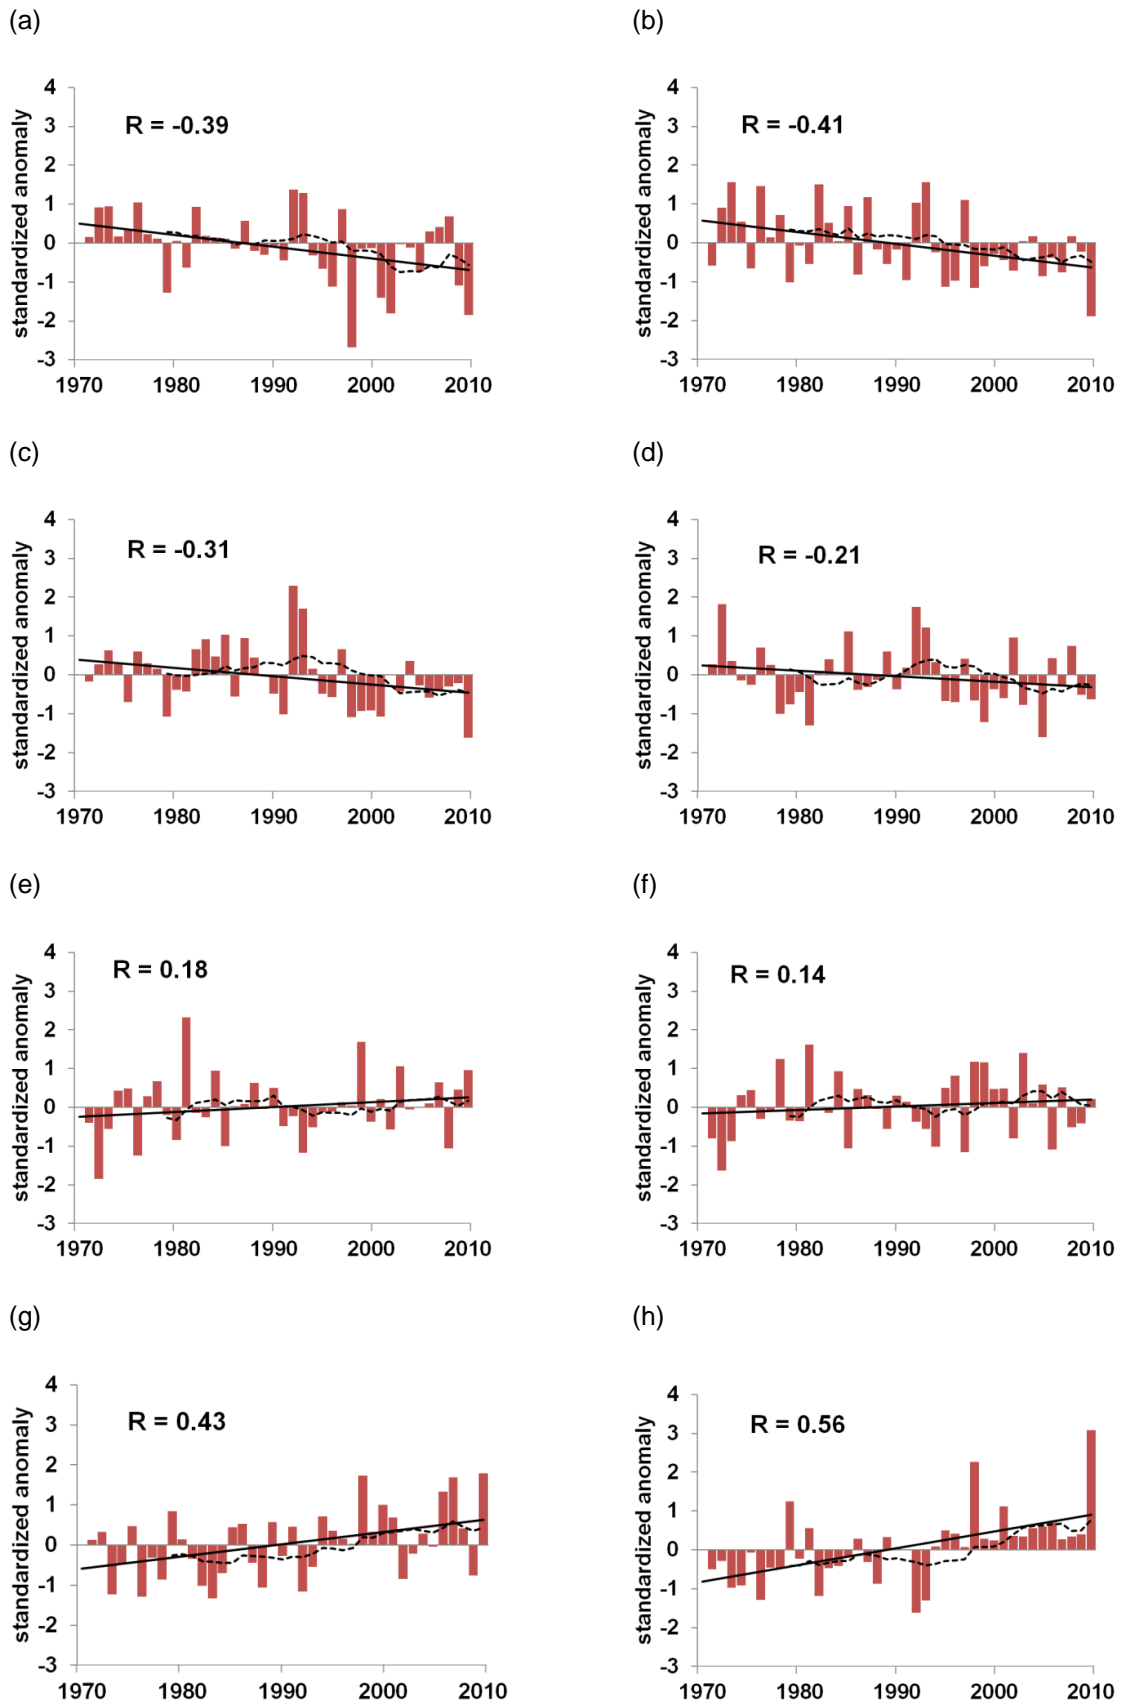 (a)
standardized anomaly
4
3
2
1
0
-1
-2
-3
R = -0.39
1970 1980 1990 2000 2010
(b)
standardized anomaly
4
3
2
1
0
-1
-2
-3
R = -0.41
1970 1980 1990 2000 2010
(c)
standardized anomaly
4
3
2
1
0
-1
-2
-3
R = -0.31
1970 1980 1990 2000 2010
(d)
standardized anomaly
4
3
2
1
0
-1
-2
-3
R = -0.21
1970 1980 1990 2000 2010
(e)
standardized anomaly
4
3
2
1
0
-1
-2
-3
R = 0.18
1970 1980 1990 2000 2010
(f)
standardized anomaly
4
3
2
1
0
-1
-2
-3
R = 0.14
1970 1980 1990 2000 2010
(g)
standardized anomaly
4
3
2
1
0
-1
-2
-3
R = 0.43
1970 1980 1990 2000 2010
(h)
standardized anomaly
4
3
2
1
0
-1
-2
-3
R = 0.56
1970 1980 1990 2000 2010